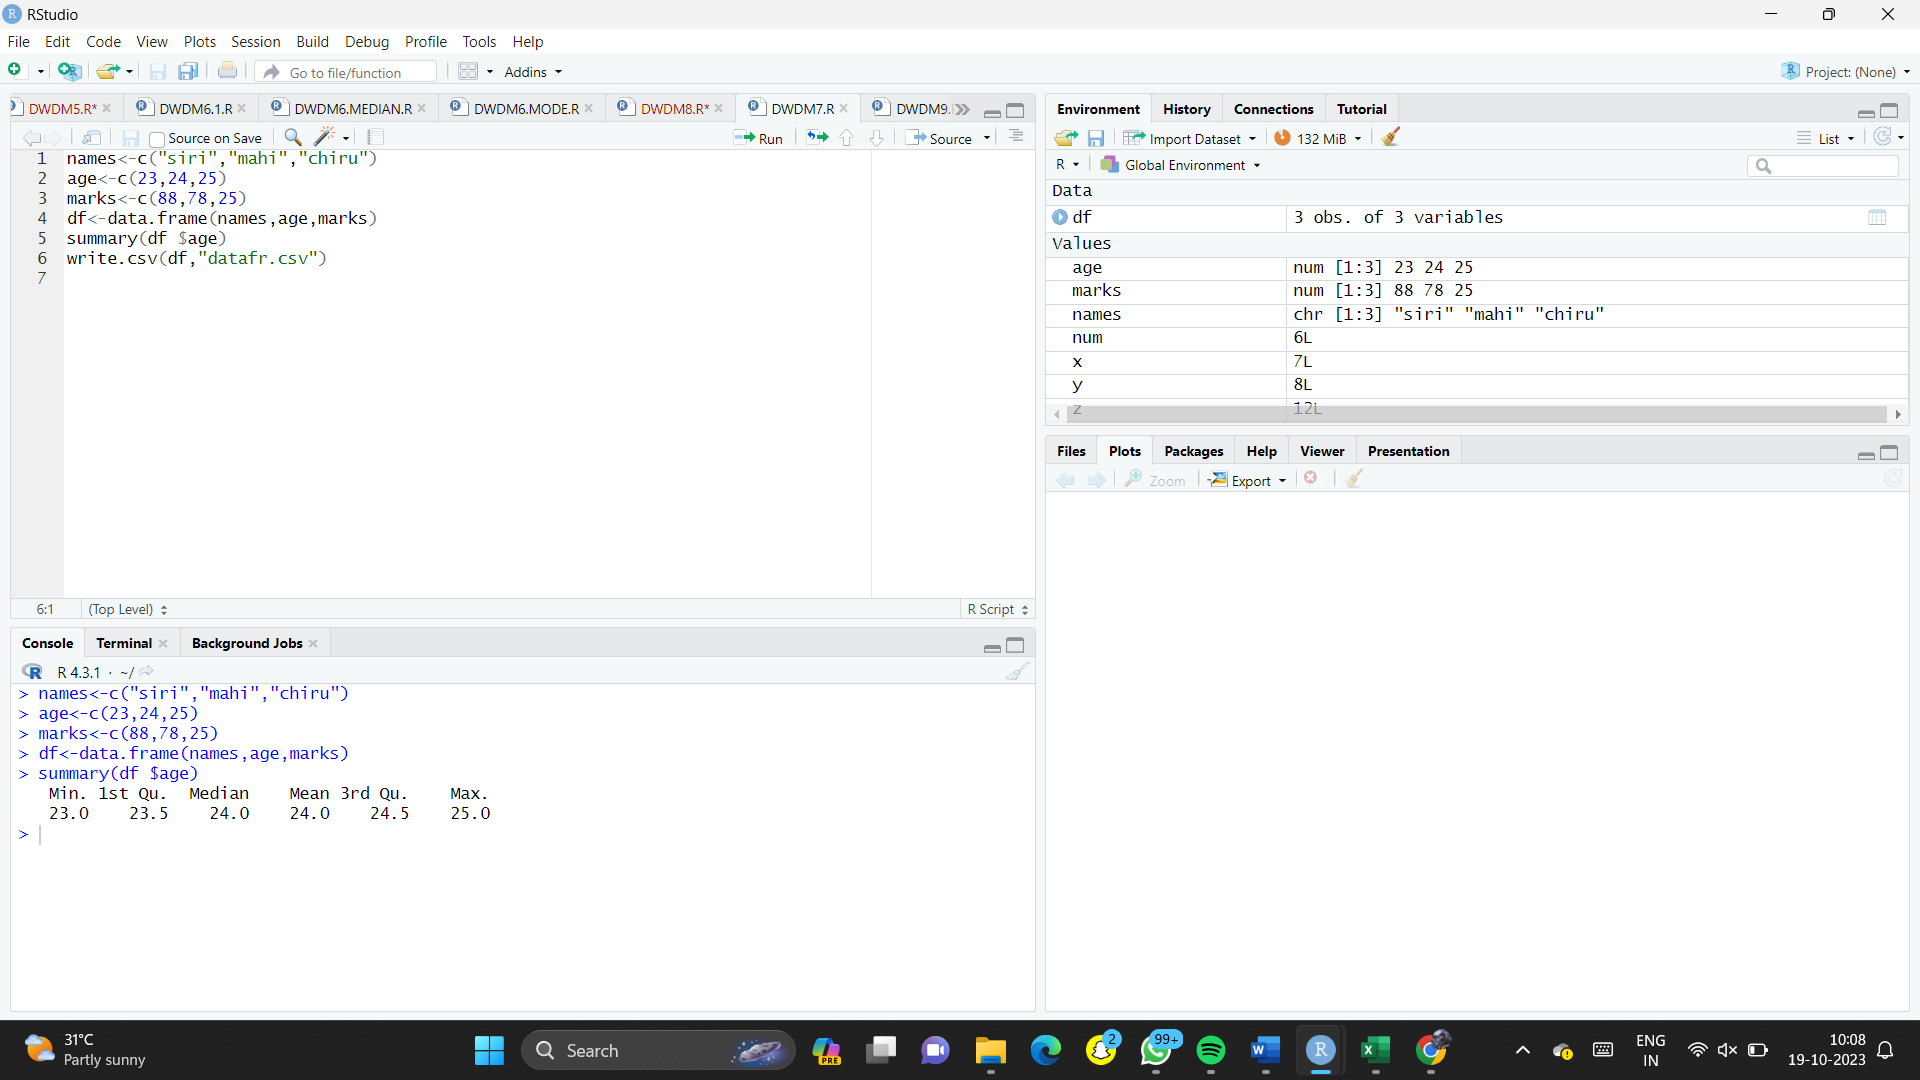 RStudio
File Edit Code View Plots Session Build Debug Profile Tools Help
Go to file/function Addins Project: (None)
DWDM5.R* DWDM6.1.R DWDM6.MEDIAN.R DWDM6.MODE.R DWDM8.R* DWDM7.R DWDM9.
Source on Save Run Source
1 names<-c("siri","mahi","chiru")
2 age<-c(23,24,25)
3 marks<-c(88,78,25)
4 df<-data.frame(names,age,marks)
5 summary(df $age)
6 write.csv(df,"datafr.csv")
7
6:1 (Top Level) R Script
Console Terminal Background Jobs
R 4.3.1 · ~/
> names<-c("siri","mahi","chiru")
> age<-c(23,24,25)
> marks<-c(88,78,25)
> df<-data.frame(names,age,marks)
> summary(df $age)
Min. 1st Qu. Median Mean 3rd Qu. Max.
23.0 23.5 24.0 24.0 24.5 25.0
>
Environment History Connections Tutorial
Import Dataset 132 MiB List
R Global Environment
Data
df 3 obs. of 3 variables
Values
age num [1:3] 23 24 25
marks num [1:3] 88 78 25
names chr [1:3] "siri" "mahi" "chiru"
num 6L
x 7L
y 8L
z 12L
Files Plots Packages Help Viewer Presentation
Zoom Export
31°C
Partly sunny
Search
PRE
2
99+
ENG
IN
10:08
19-10-2023